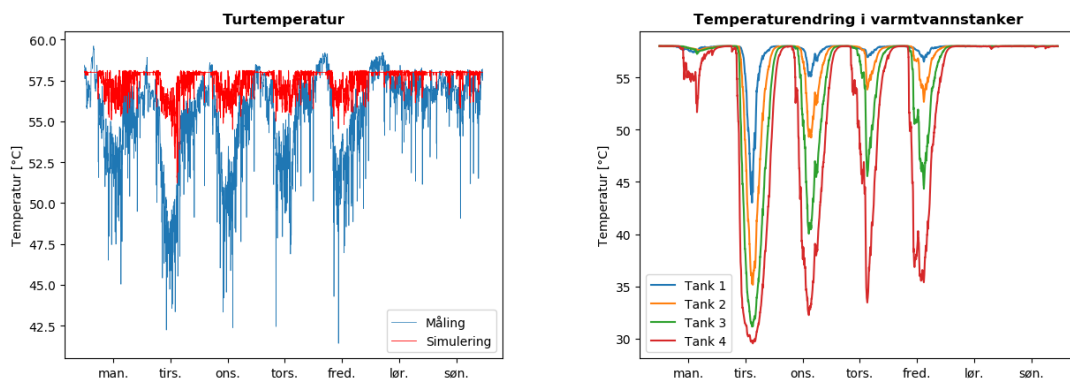 Turtemperatur
Temperatur [°C]
60.0
57.5
55.0
52.5
50.0
47.5
45.0
42.5
man. tirs. ons. tors. fred. lør. søn.
Måling
Simulering
Temperaturendring i varmtvannstanker
Temperatur [°C]
55
50
45
40
35
30
man. tirs. ons. tors. fred. lør. søn.
Tank 1
Tank 2
Tank 3
Tank 4